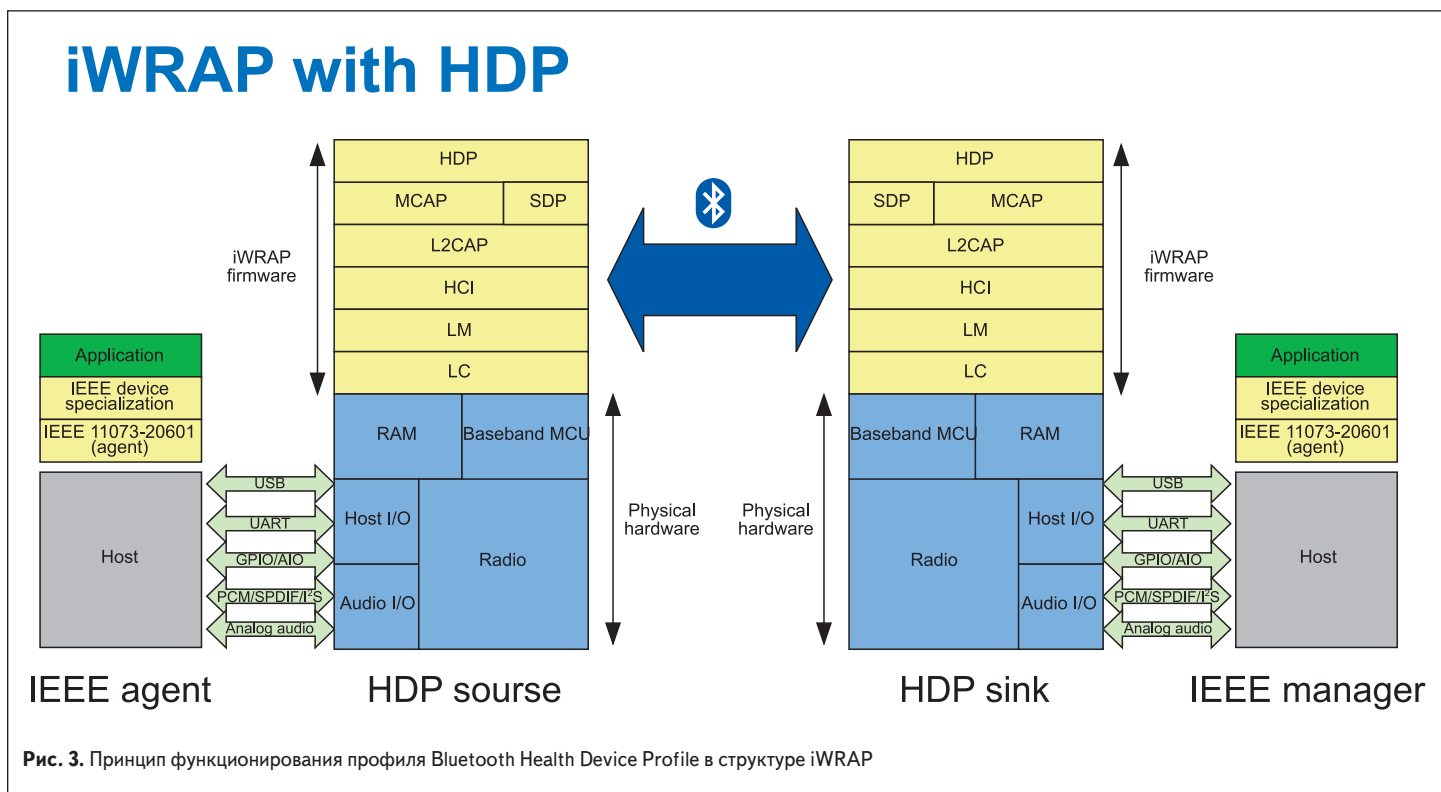 iWRAP with HDP
HDP
MCAP
SDP
L2CAP
HCI
LM
LC
iWRAP
firmware
RAM
Baseband MCU
Host I/O
Audio I/O
Radio
Physical
hardware
Application
IEEE device
specialization
IEEE 11073-20601
(agent)
Host
USB
UART
GPIO/AIO
PCM/SPDIF/I²S
Analog audio
HDP
SDP
MCAP
L2CAP
HCI
LM
LC
iWRAP
firmware
Baseband MCU
RAM
Radio
Host I/O
Audio I/O
Physical
hardware
USB
UART
GPIO/AIO
PCM/SPDIF/I²S
Analog audio
Application
IEEE device
specialization
IEEE 11073-20601
(agent)
Host
IEEE agent
HDP sourse
HDP sink
IEEE manager
Рис. 3. Принцип функционирования профиля Bluetooth Health Device Profile в структуре iWRAP